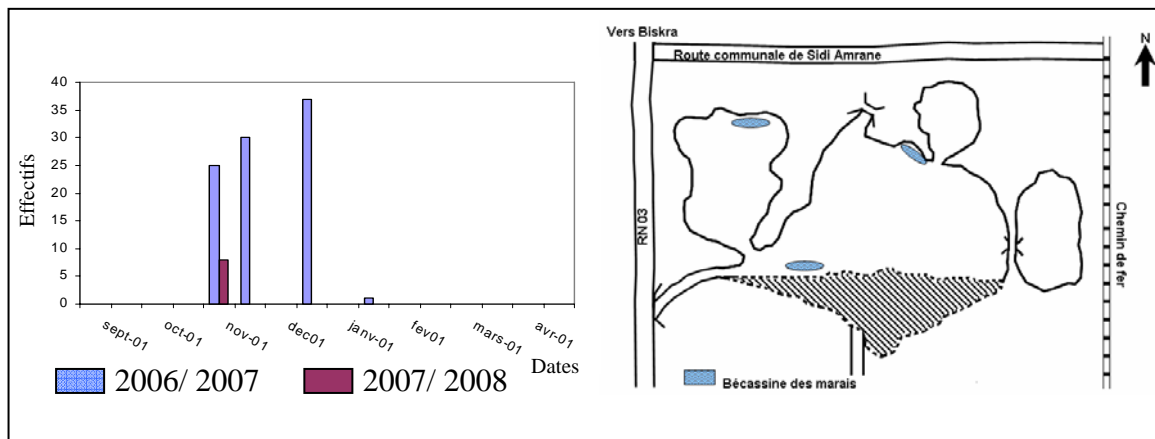 40
35
30
25
20
15
10
5
0
Effectifs
sept-01
oct-01
nov-01
dec01
janv-01
fev01
mars-01
avr-01
Dates
2006/ 2007
2007/ 2008
Vers Biskra
N
Route communale de Sidi Amrane
RN 03
Chemin de fer
Bécassine des marais